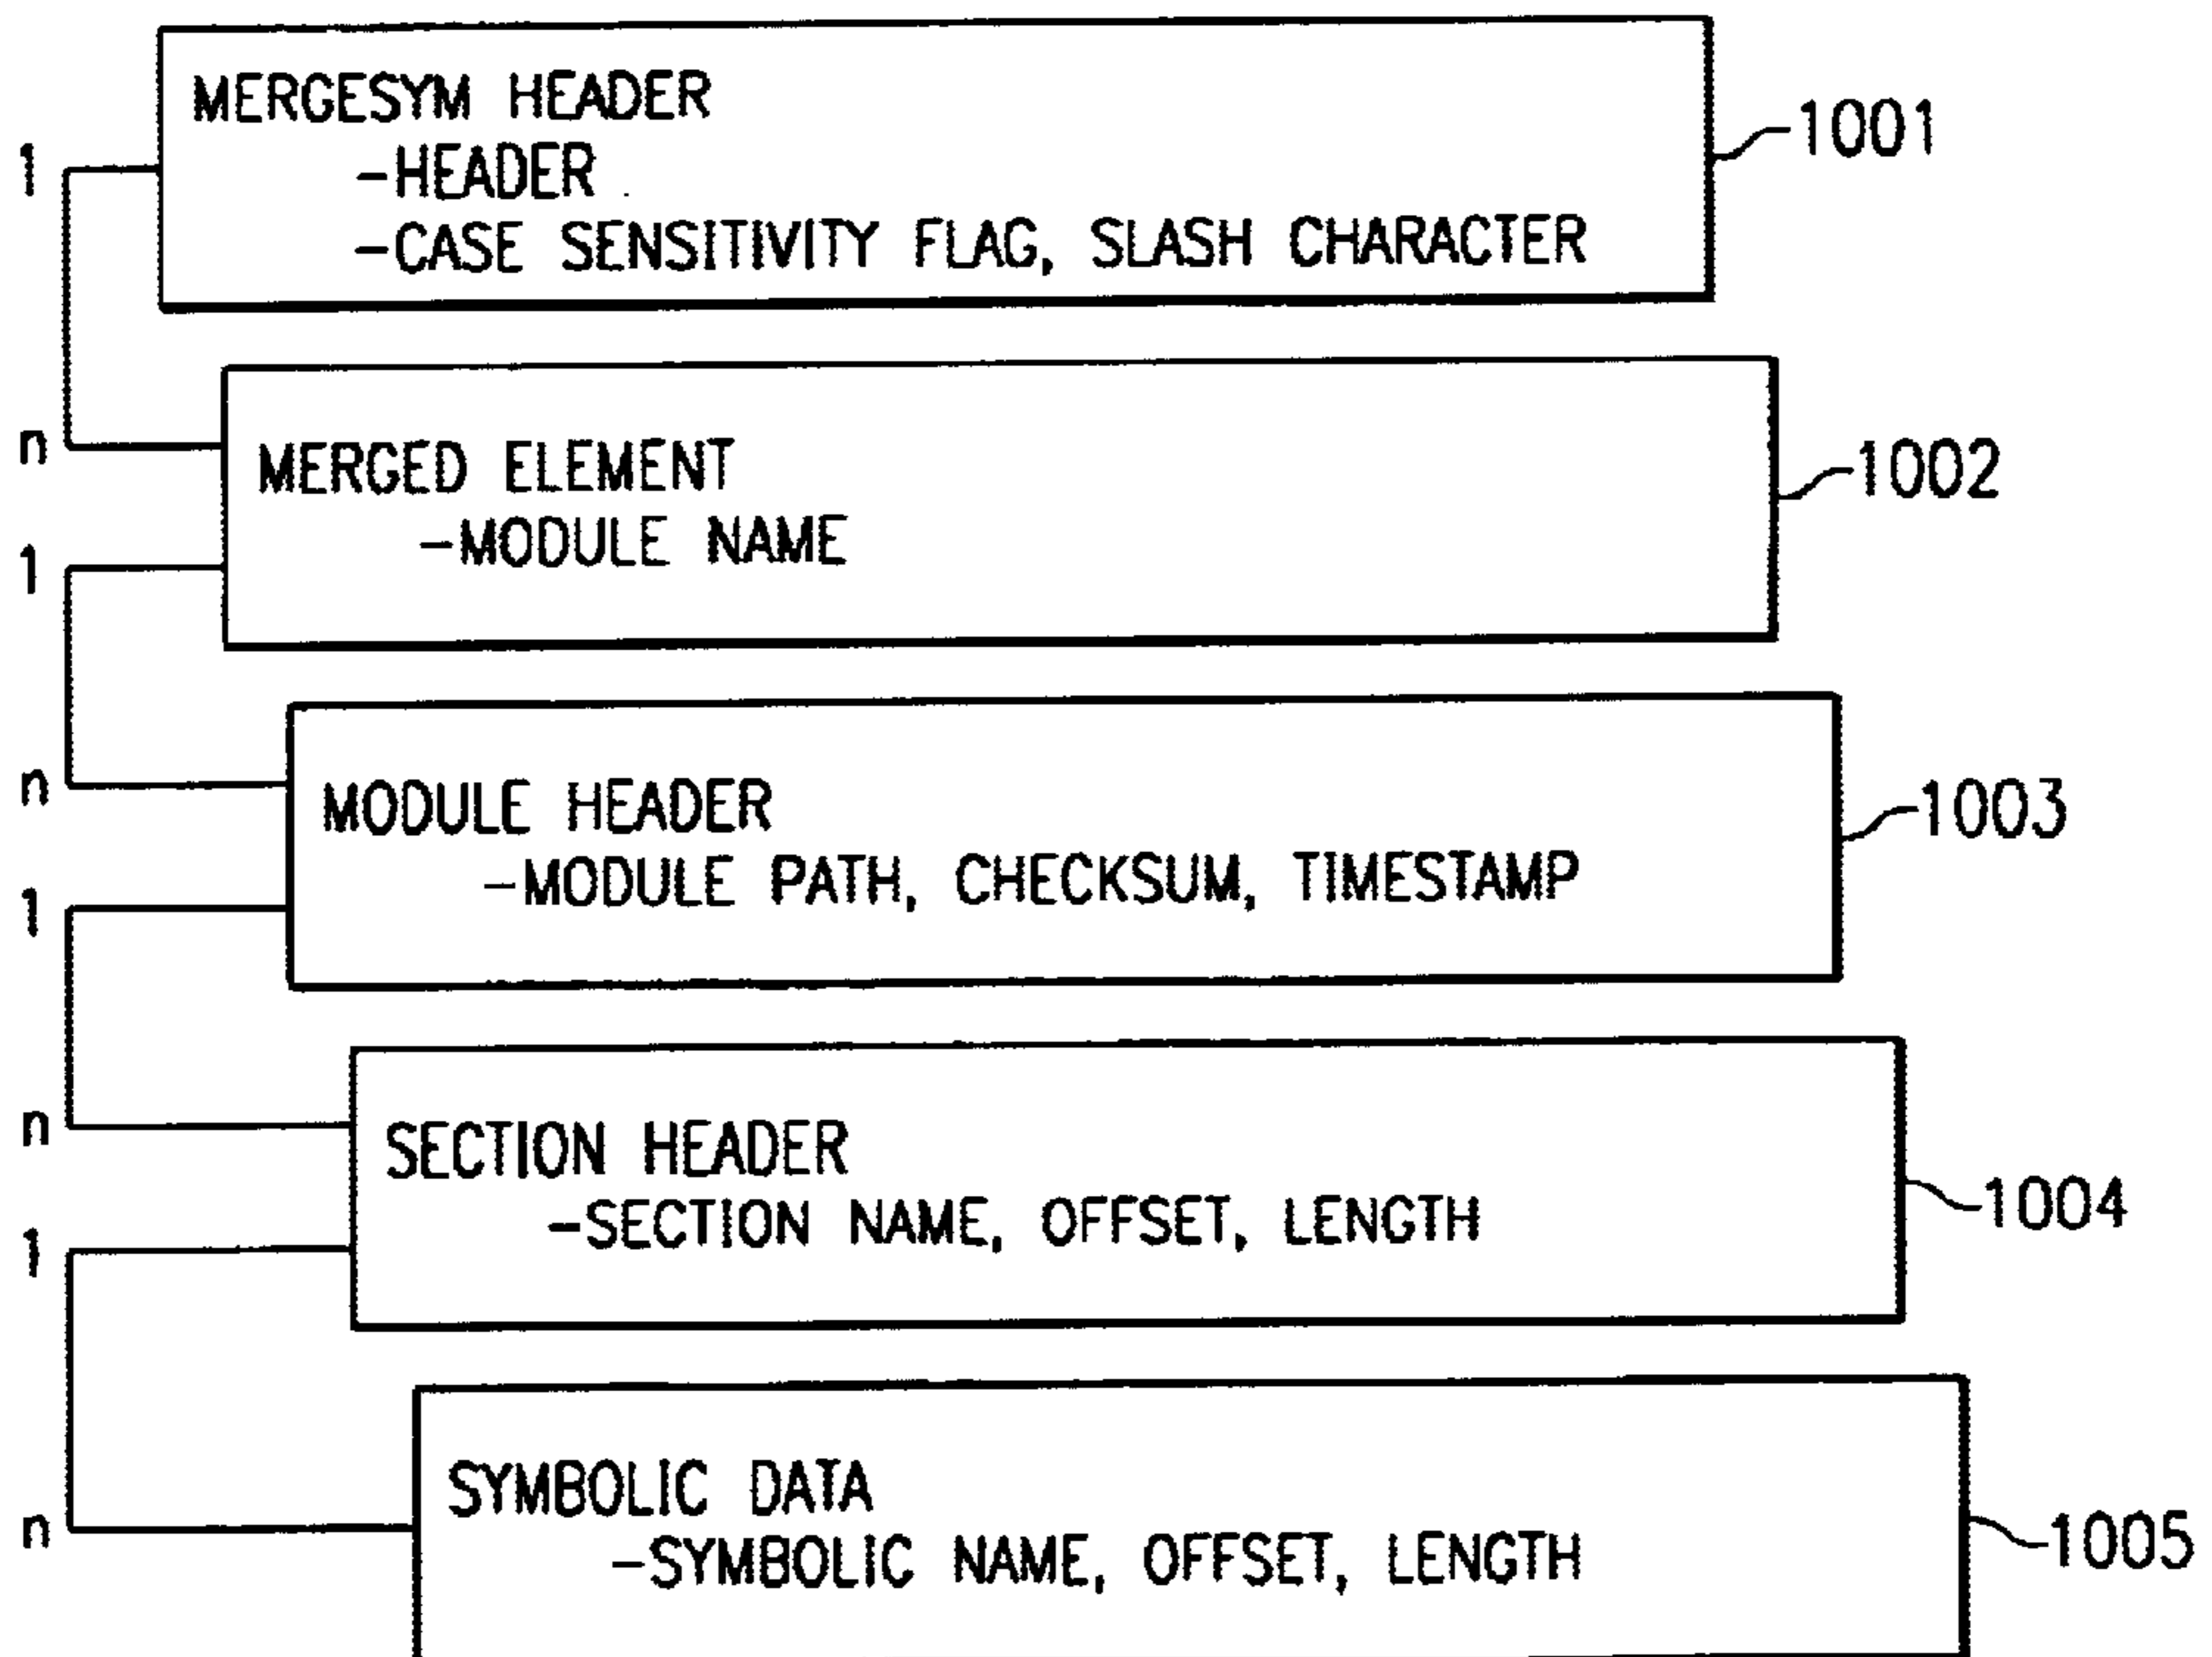 MERGESYM HEADER
-HEADER
-CASE SENSITIVITY FLAG, SLASH CHARACTER
1001
1
n
MERGED ELEMENT
-MODULE NAME
1002
1
n
MODULE HEADER
-MODULE PATH, CHECKSUM, TIMESTAMP
1003
1
n
SECTION HEADER
-SECTION NAME, OFFSET, LENGTH
1004
1
n
SYMBOLIC DATA
-SYMBOLIC NAME, OFFSET, LENGTH
1005